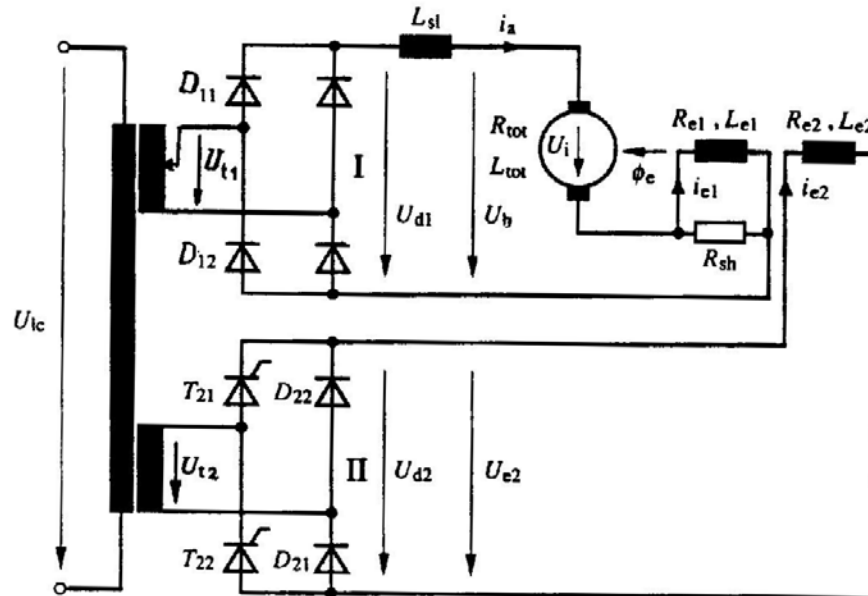 L_sl
i_a
D_11
R_tot
R_e1 , L_e1
R_e2 , L_e2
U_t1
I
U_i
L_tot
ϕ_e
i_e1
i_e2
U_d1
U_b
D_12
R_sh
U_lc
T_21
D_22
U_t2
II
U_d2
U_e2
T_22
D_21